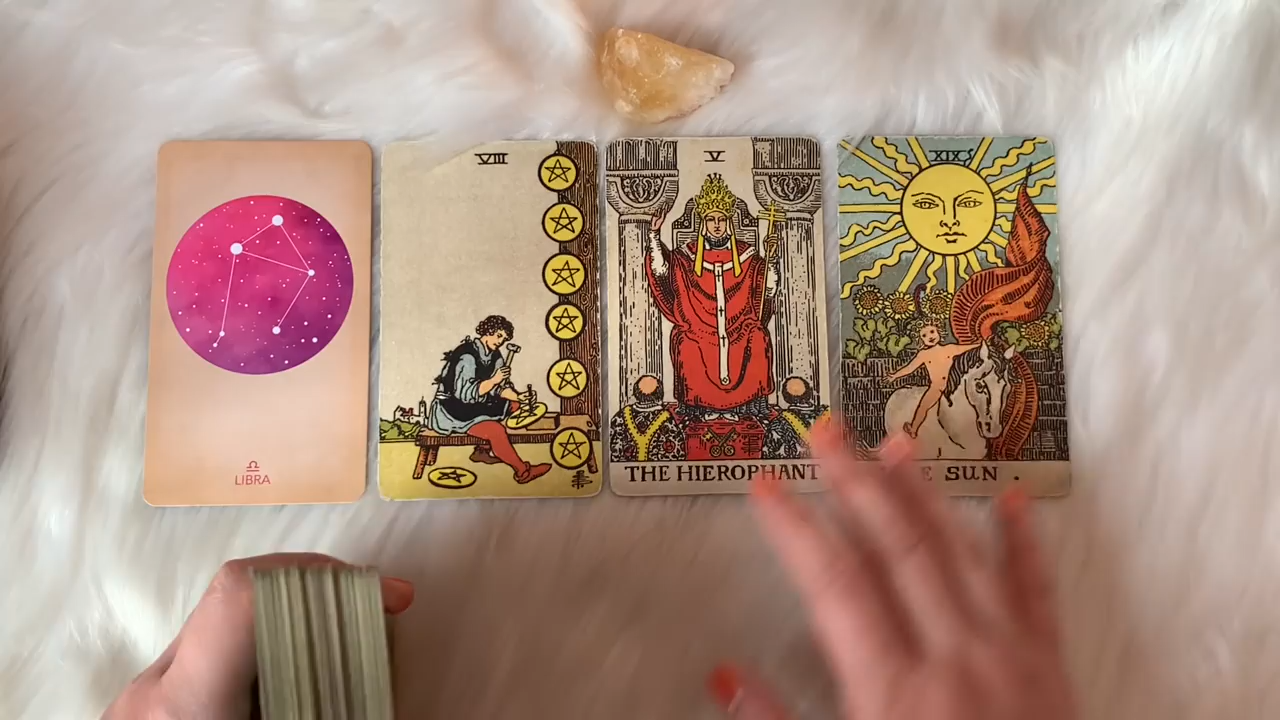 VIII
V
XIX
♎
LIBRA
THE HIEROPHANT
E SUN .